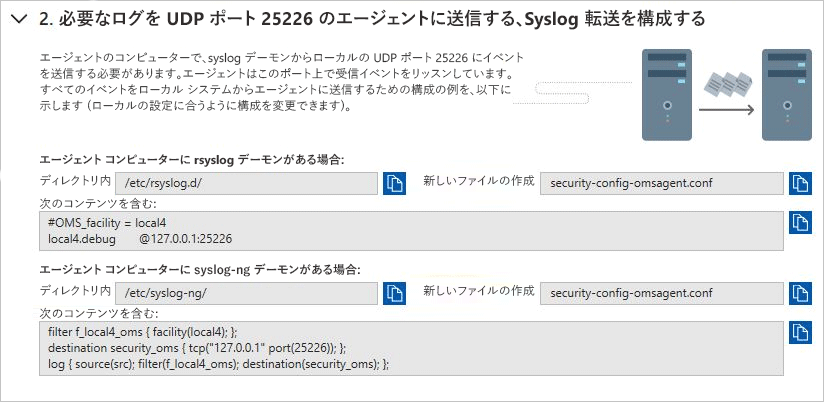 2. 必要なログを UDP ポート 25226 のエージェントに送信する、Syslog 転送を構成する
エージェントのコンピューターで、syslog デーモンからローカルの UDP ポート 25226 にイベント
を送信する必要があります。エージェントはこのポート上で受信イベントをリッスンしています。
すべてのイベントをローカル システムからエージェントに送信するための構成の例を、以下に
示します (ローカルの設定に合うように構成を変更できます)。
エージェント コンピューターに rsyslog デーモンがある場合:
ディレクトリ内 /etc/rsyslog.d/ 新しいファイルの作成 security-config-omsagent.conf
次のコンテンツを含む:
#OMS_facility = local4
local4.debug @127.0.0.1:25226
エージェント コンピューターに syslog-ng デーモンがある場合:
ディレクトリ内 /etc/syslog-ng/ 新しいファイルの作成 security-config-omsagent.conf
次のコンテンツを含む:
filter f_local4_oms { facility(local4); };
destination security_oms { tcp("127.0.0.1" port(25226)); };
log { source(src); filter(f_local4_oms); destination(security_oms); };